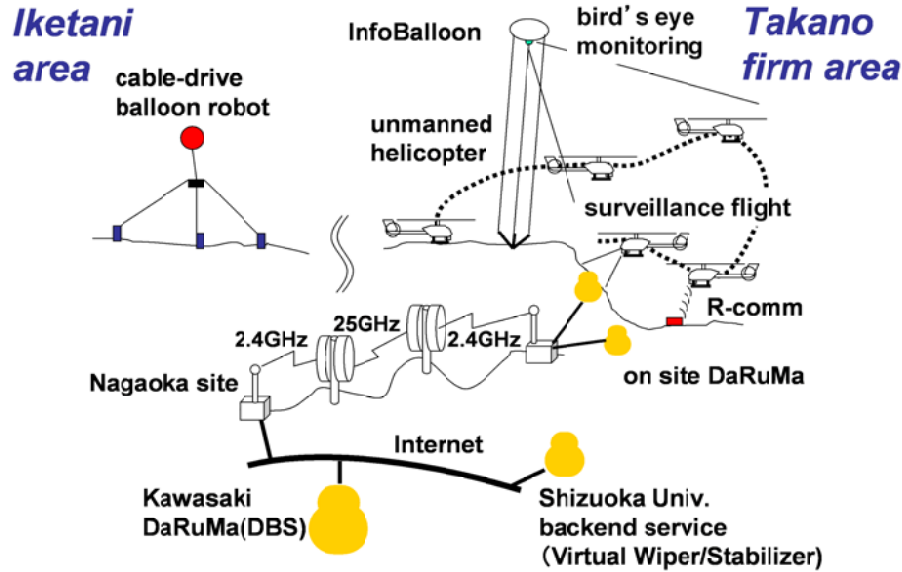 Iketani
area
cable-drive
balloon robot
InfoBalloon
bird's eye
monitoring
Takano
firm area
unmanned
helicopter
surveillance flight
R-comm
2.4GHz
25GHz
2.4GHz
Nagaoka site
on site DaRuMa
Internet
Kawasaki
DaRuMa(DBS)
Shizuoka Univ.
backend service
(Virtual Wiper/Stabilizer)